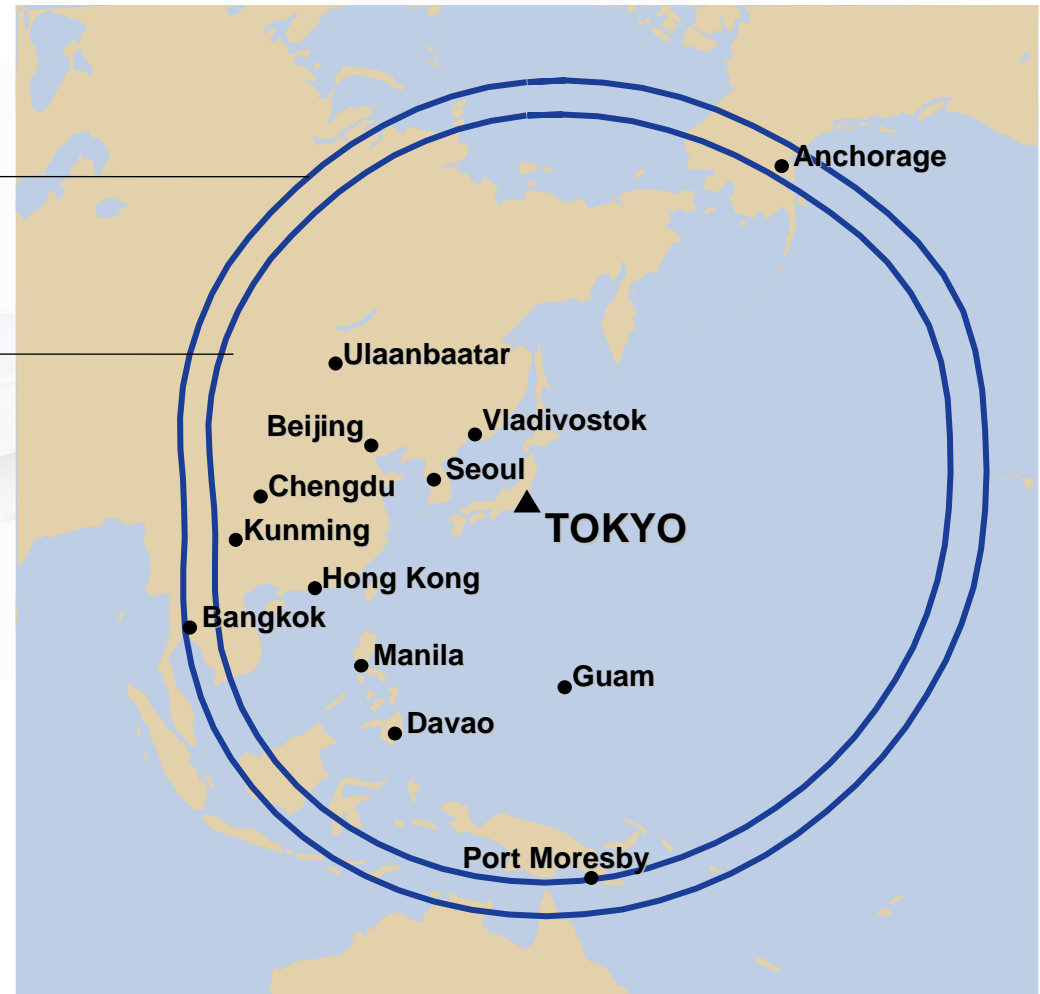 Anchorage
Ulaanbaatar
Vladivostok
Beijing
Seoul
Chengdu
TOKYO
Kunming
Hong Kong
Bangkok
Manila
Guam
Davao
Port Moresby